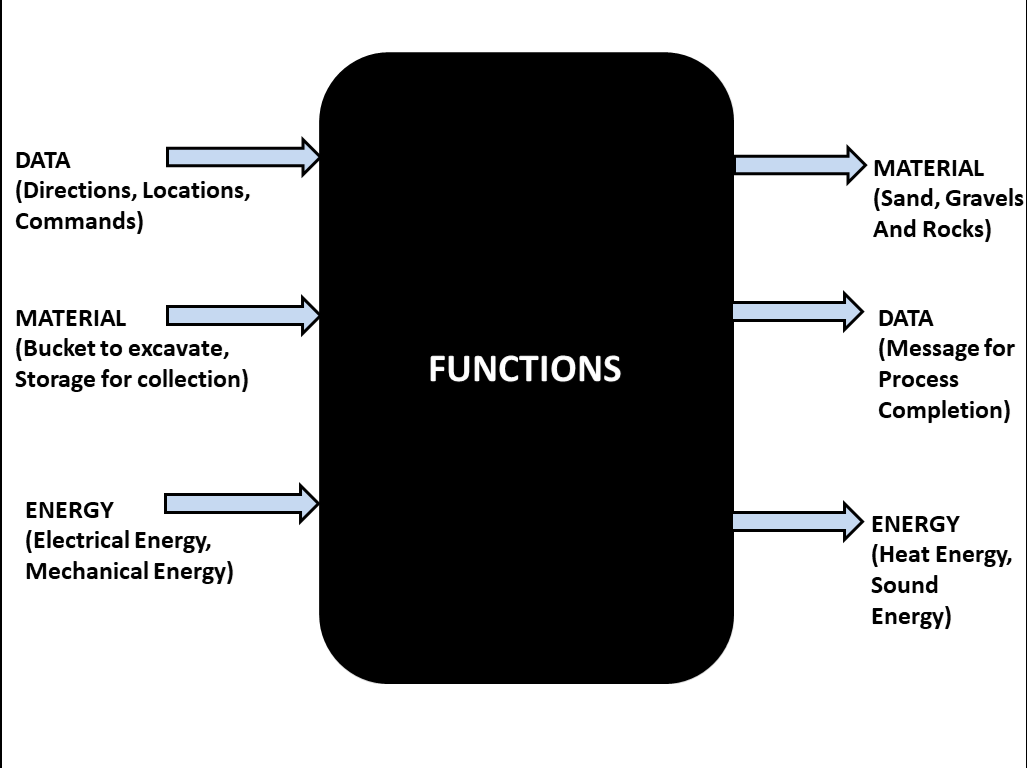 DATA
(Directions, Locations,
Commands)
MATERIAL
(Bucket to excavate,
Storage for collection)
ENERGY
(Electrical Energy,
Mechanical Energy)
FUNCTIONS
MATERIAL
(Sand, Gravels
And Rocks)
DATA
(Message for
Process
Completion)
ENERGY
(Heat Energy,
Sound
Energy)